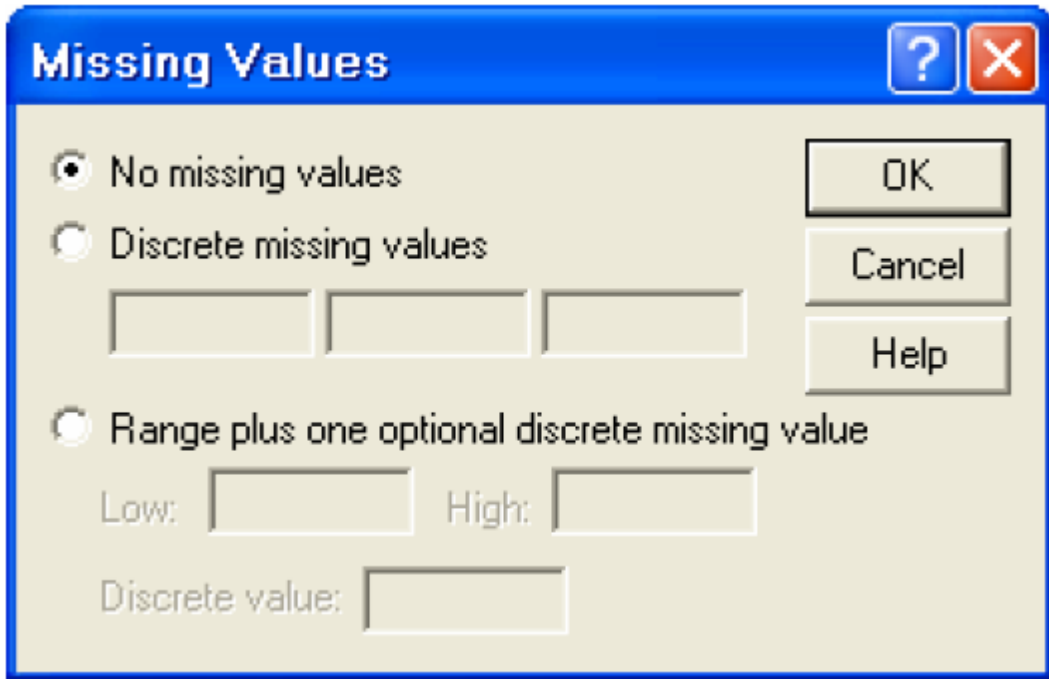 Missing Values
?
No missing values
OK
Discrete missing values
Cancel
Help
Range plus one optional discrete missing value
Low: High:
Discrete value: